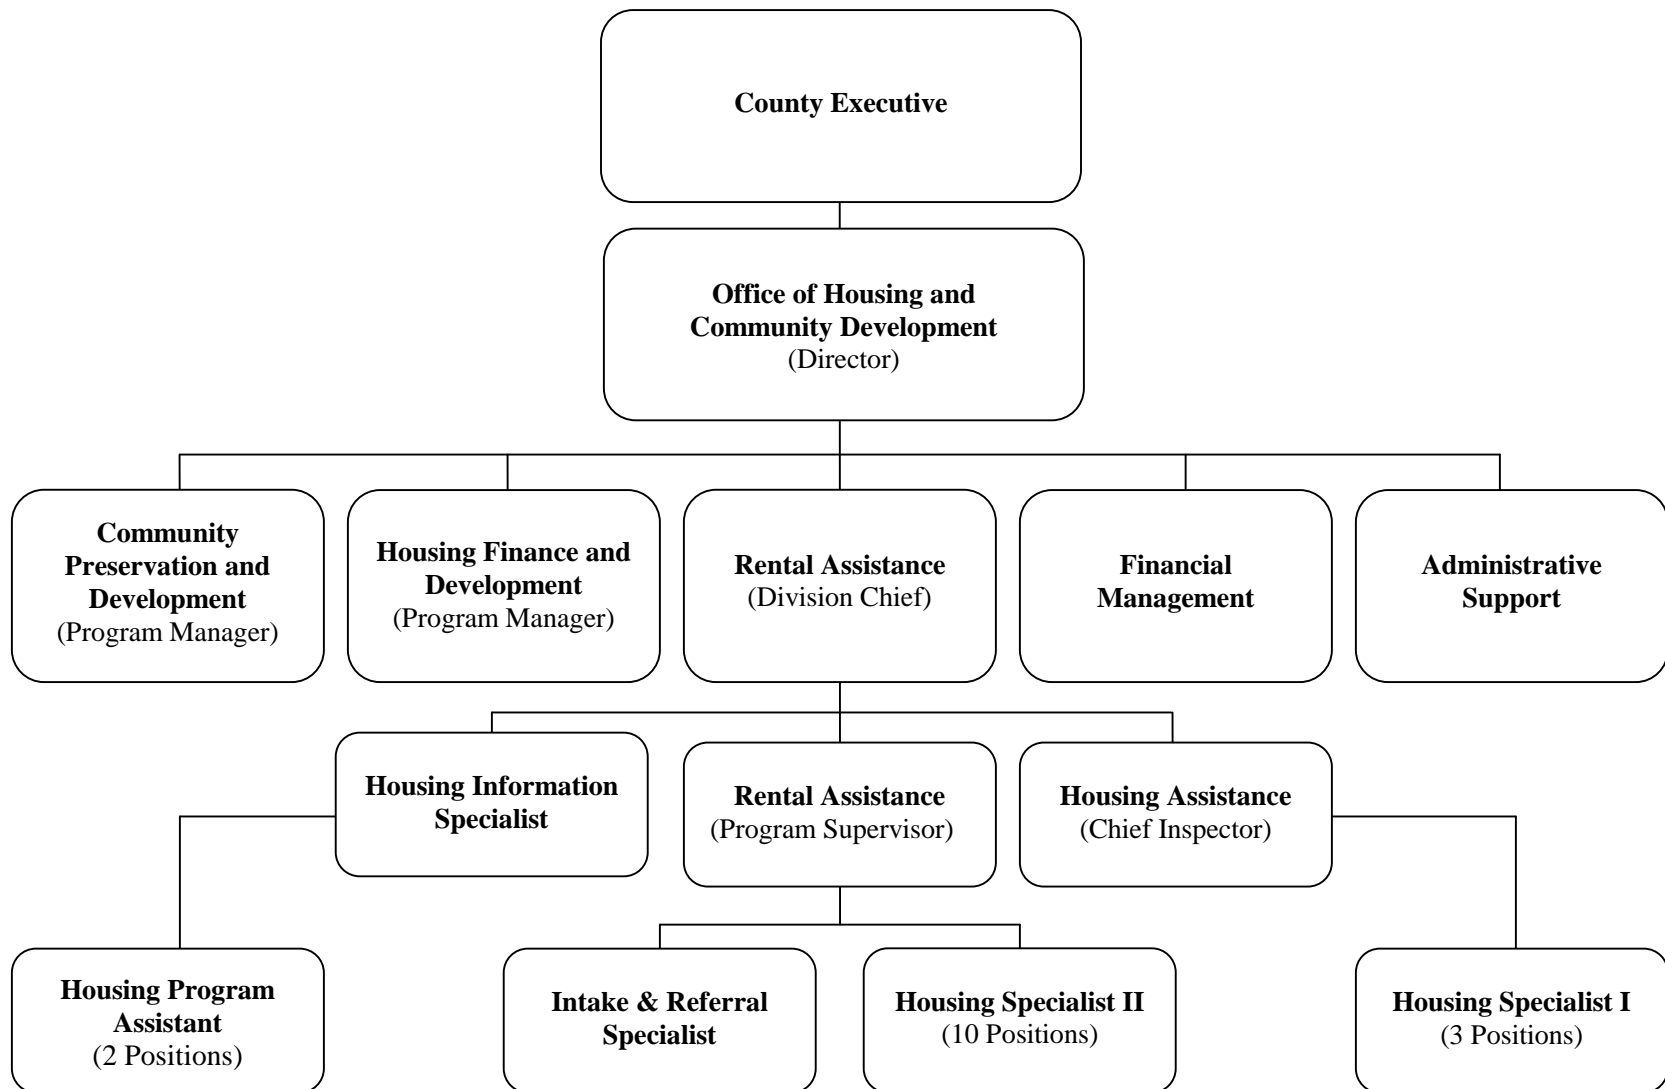 County Executive
Office of Housing and
Community Development
(Director)
Community
Preservation and
Development
(Program Manager)
Housing Finance and
Development
(Program Manager)
Rental Assistance
(Division Chief)
Financial
Management
Administrative
Support
Housing Information
Specialist
Rental Assistance
(Program Supervisor)
Housing Assistance
(Chief Inspector)
Housing Program
Assistant
(2 Positions)
Intake & Referral
Specialist
Housing Specialist II
(10 Positions)
Housing Specialist I
(3 Positions)